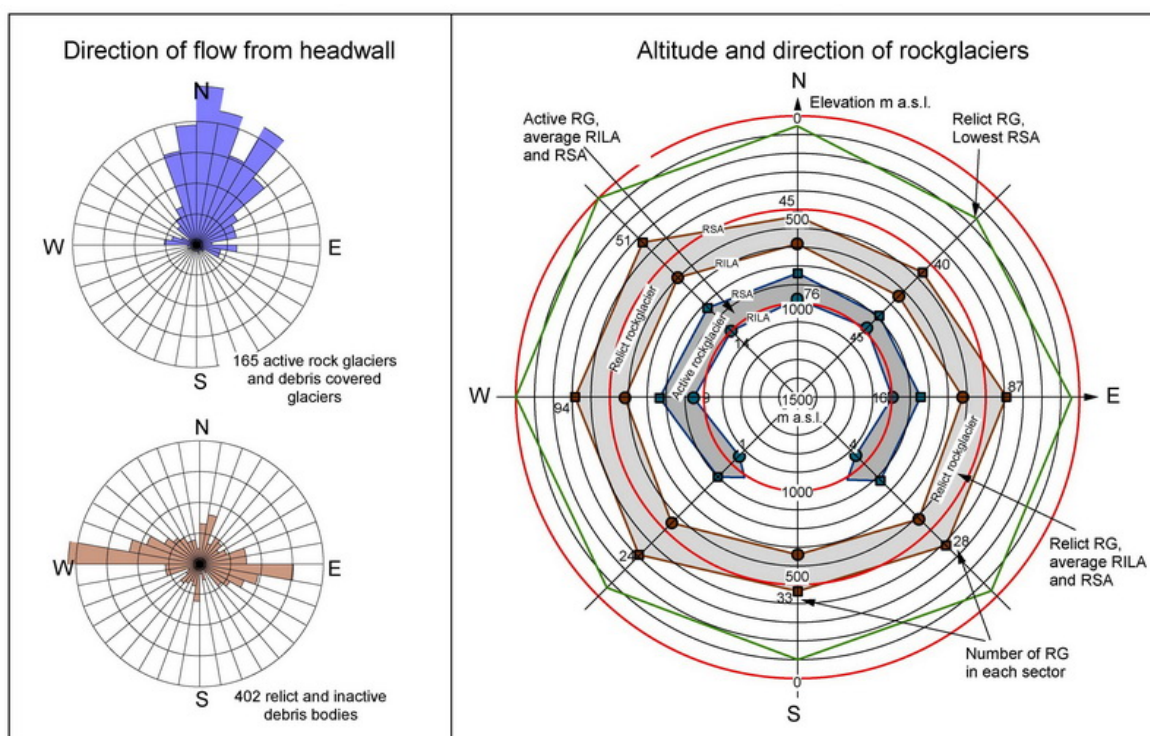 Direction of flow from headwall
N
W
E
S
165 active rock glaciers
and debris covered
glaciers
N
W
E
S
402 relict and inactive
debris bodies
Altitude and direction of rockglaciers
N
Elevation m a.s.l.
0
Active RG,
average RILA
and RSA
Relict RG,
Lowest RSA
45
500
RSA
51
40
RILA
RSA
76
1000
RILA
14
45
Relict rockglacier
Active rockglacier
W
94
9
1500
m a.s.l.
16
87
E
1
4
Relict rockglacier
1000
24
28
500
33
Relict RG,
average RILA
and RSA
Number of RG
in each sector
0
S